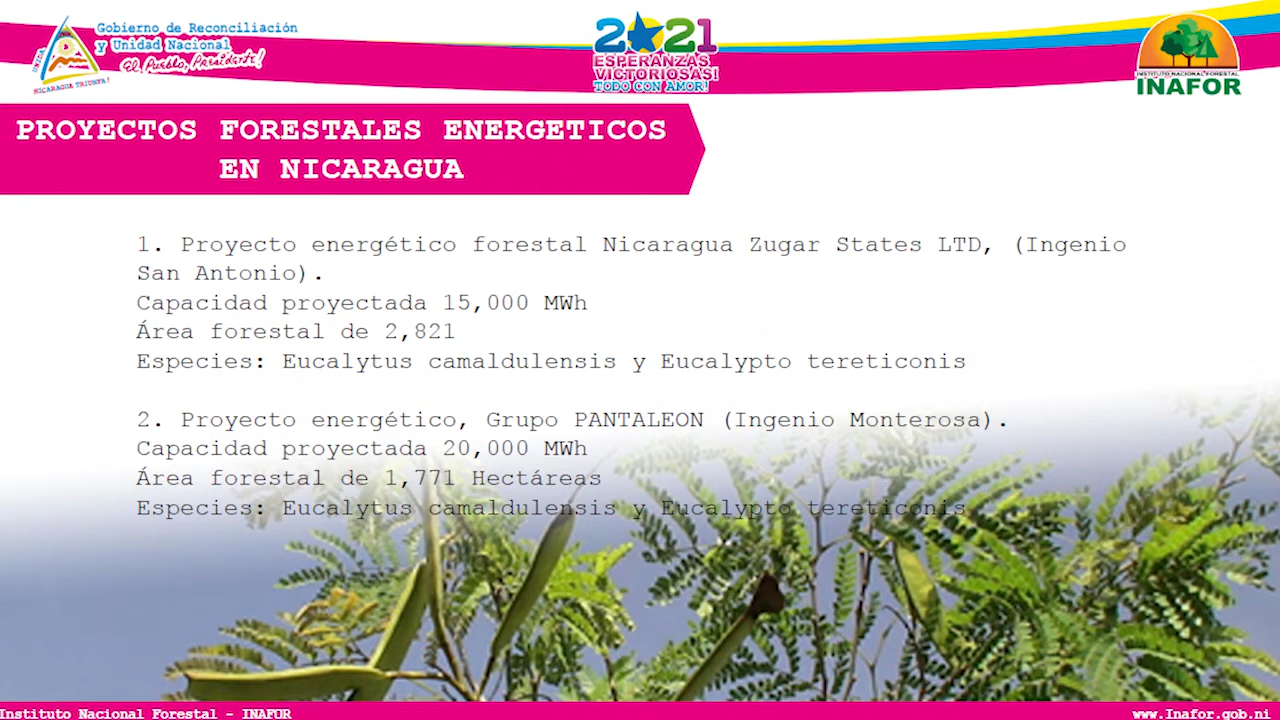 Gobierno de Reconciliación
y Unidad Nacional
El Pueblo, Presidente!
UNIDA
NICARAGUA TRIUNFA!
2021
ESPERANZAS
VICTORIOSAS!
TODO CON AMOR!
INSTITUTO NACIONAL FORESTAL
INAFOR
PROYECTOS FORESTALES ENERGETICOS
EN NICARAGUA
1. Proyecto energético forestal Nicaragua Zugar States LTD, (Ingenio
San Antonio).
Capacidad proyectada 15,000 MWh
Área forestal de 2,821
Especies: Eucalytus camaldulensis y Eucalypto tereticonis
2. Proyecto energético, Grupo PANTALEON (Ingenio Monterosa).
Capacidad proyectada 20,000 MWh
Área forestal de 1,771 Hectáreas
Especies: Eucalytus camaldulensis y Eucalypto tereticonis
Instituto Nacional Forestal - INAFOR
www.Inafor.gob.ni